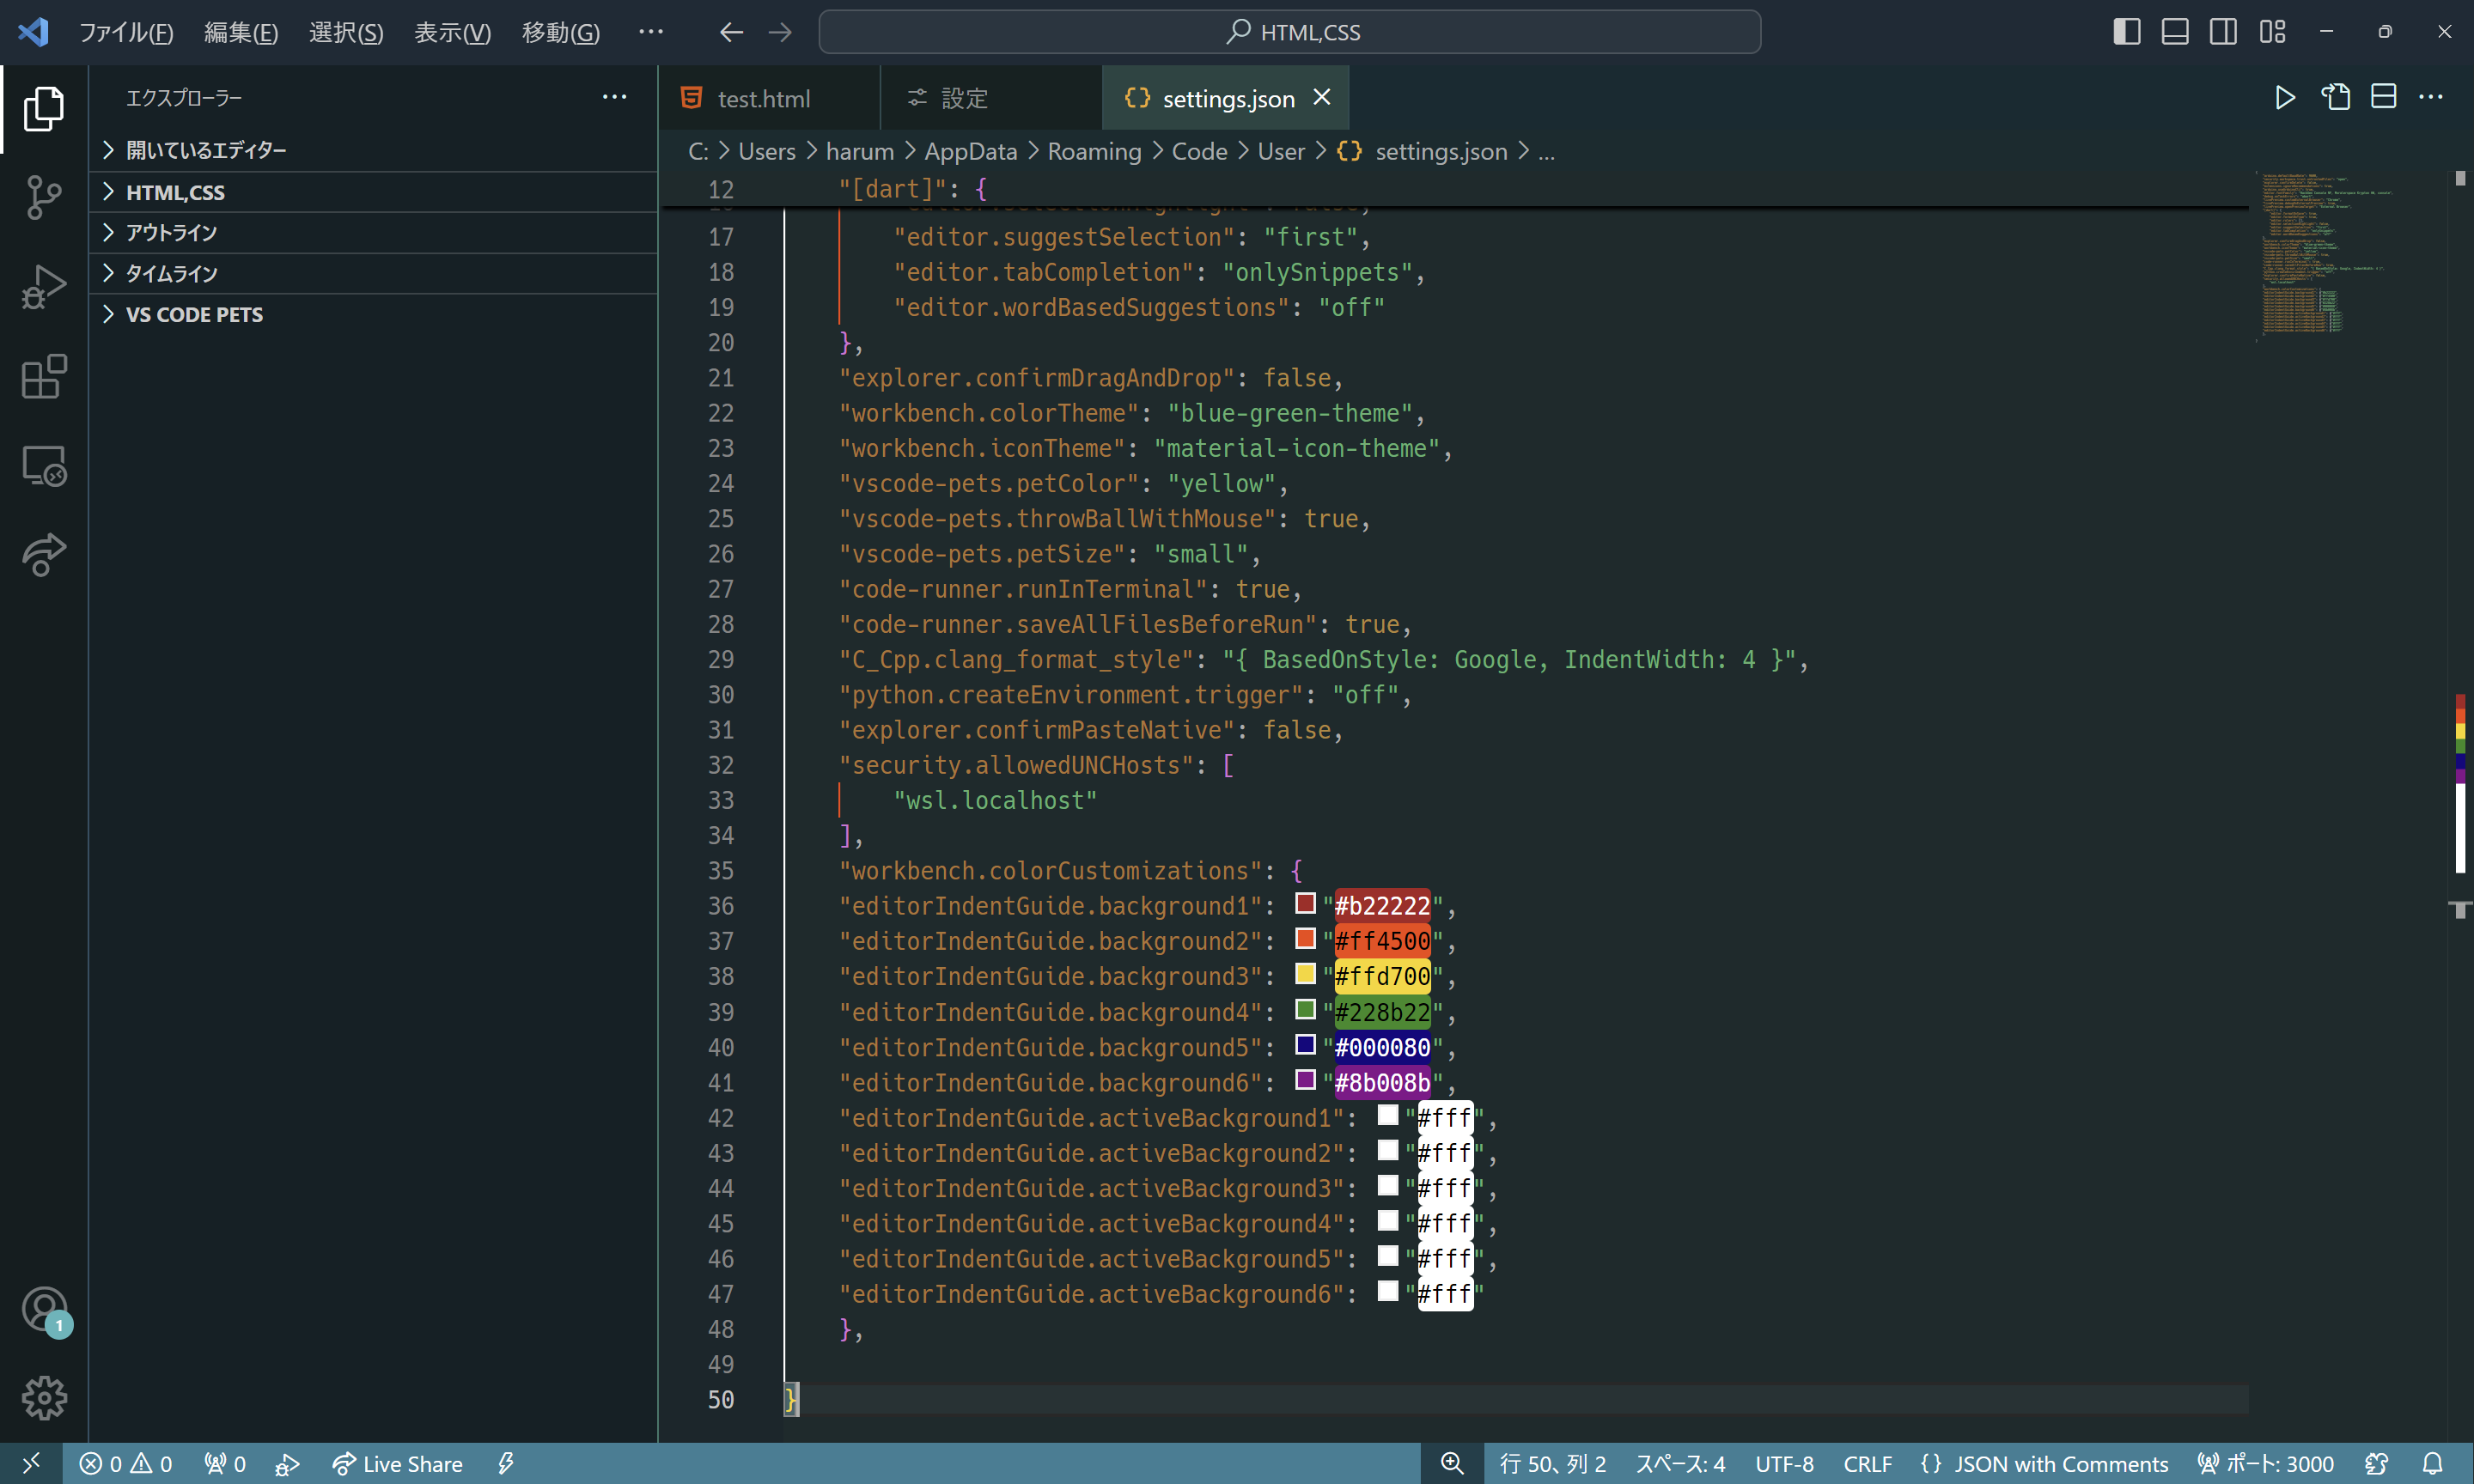 ファイル(F) 編集(E) 選択(S) 表示(V) 移動(G) … HTML,CSS
エクスプローラー …
開いているエディター
HTML,CSS
アウトライン
タイムライン
VS CODE PETS
test.html 設定 {} settings.json
C: > Users > harum > AppData > Roaming > Code > User > {} settings.json > ...
12 "[dart]": {
17 "editor.suggestSelection": "first",
18 "editor.tabCompletion": "onlySnippets",
19 "editor.wordBasedSuggestions": "off"
20 },
21 "explorer.confirmDragAndDrop": false,
22 "workbench.colorTheme": "blue-green-theme",
23 "workbench.iconTheme": "material-icon-theme",
24 "vscode-pets.petColor": "yellow",
25 "vscode-pets.throwBallWithMouse": true,
26 "vscode-pets.petSize": "small",
27 "code-runner.runInTerminal": true,
28 "code-runner.saveAllFilesBeforeRun": true,
29 "C_Cpp.clang_format_style": "{ BasedOnStyle: Google, IndentWidth: 4 }",
30 "python.createEnvironment.trigger": "off",
31 "explorer.confirmPasteNative": false,
32 "security.allowedUNCHosts": [
33 "wsl.localhost"
34 ],
35 "workbench.colorCustomizations": {
36 "editorIndentGuide.background1": "#b22222",
37 "editorIndentGuide.background2": "#ff4500",
38 "editorIndentGuide.background3": "#ffd700",
39 "editorIndentGuide.background4": "#228b22",
40 "editorIndentGuide.background5": "#000080",
41 "editorIndentGuide.background6": "#8b008b",
42 "editorIndentGuide.activeBackground1": "#fff",
43 "editorIndentGuide.activeBackground2": "#fff",
44 "editorIndentGuide.activeBackground3": "#fff",
45 "editorIndentGuide.activeBackground4": "#fff",
46 "editorIndentGuide.activeBackground5": "#fff",
47 "editorIndentGuide.activeBackground6": "#fff"
48 },
49
50 }
1
0 0 0 Live Share 行 50、列 2 スペース: 4 UTF-8 CRLF {} JSON with Comments ポート: 3000